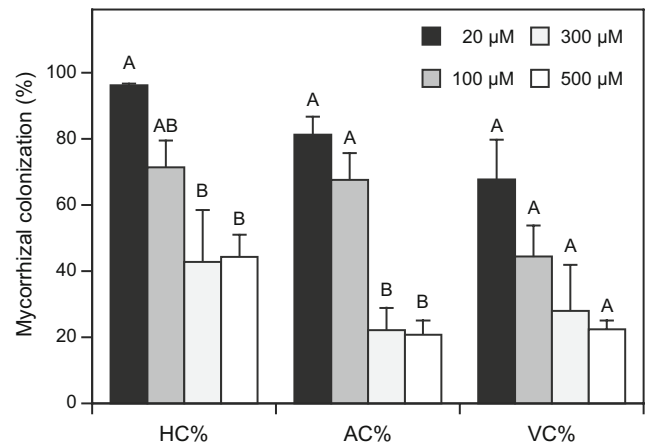 Mycorrhizal colonization (%)
100
80
60
40
20
0
20 µM
300 µM
100 µM
500 µM
A
AB
B
B
A
A
B
B
A
A
A
A
HC%
AC%
VC%